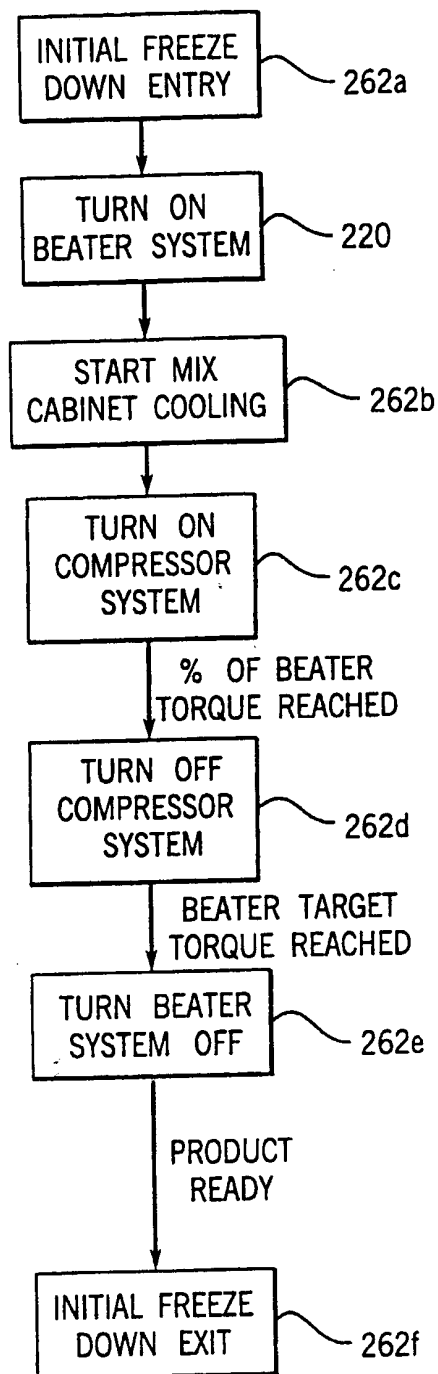 INITIAL FREEZE
DOWN ENTRY
262a
TURN ON
BEATER SYSTEM
220
START MIX
CABINET COOLING
262b
TURN ON
COMPRESSOR
SYSTEM
262c
% OF BEATER
TORQUE REACHED
TURN OFF
COMPRESSOR
SYSTEM
262d
BEATER TARGET
TORQUE REACHED
TURN BEATER
SYSTEM OFF
262e
PRODUCT
READY
INITIAL FREEZE
DOWN EXIT
262f